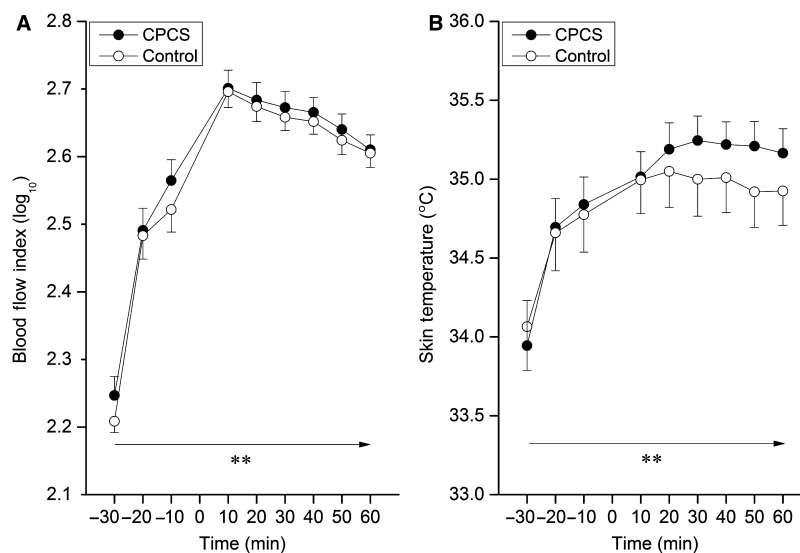 A
CPCS
Control
Blood flow index (log10)
2.8
2.7
2.6
2.5
2.4
2.3
2.2
2.1
**
–30 –20 –10 0 10 20 30 40 50 60
Time (min)
B
CPCS
Control
Skin temperature (°C)
36.0
35.5
35.0
34.5
34.0
33.5
33.0
**
–30 –20 –10 0 10 20 30 40 50 60
Time (min)